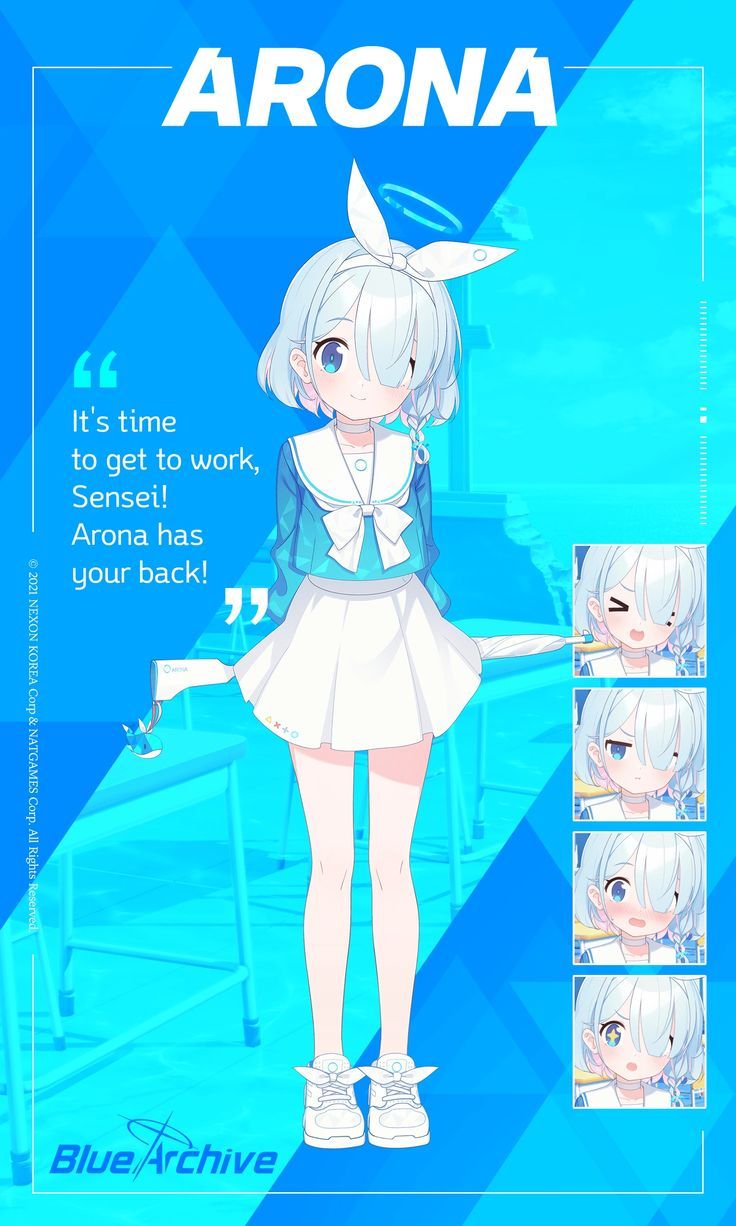 ARONA
“
It's time
to get to work,
Sensei!
Arona has
your back!
”
© 2021 NEXON KOREA Corp & NATGAMES Corp. All Rights Reserved.
ARONA
Blue Archive